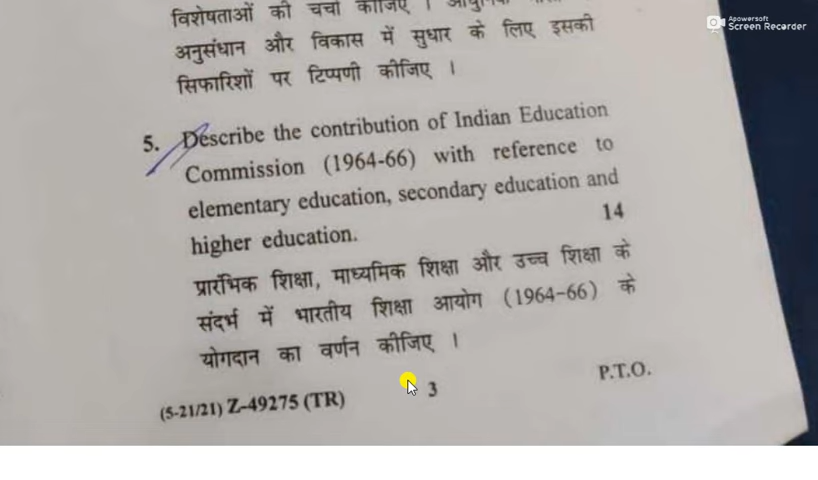 Apowersoft
Screen Recorder
विशेषताओं की चर्चा कीजिए ।
अनुसंधान और विकास में सुधार के लिए इसकी
सिफारिशों पर टिप्पणी कीजिए ।
5. Describe the contribution of Indian Education
Commission (1964-66) with reference to
elementary education, secondary education and
higher education. 14
प्रारंभिक शिक्षा, माध्यमिक शिक्षा और उच्च शिक्षा के
संदर्भ में भारतीय शिक्षा आयोग (1964-66) के
योगदान का वर्णन कीजिए ।
(5-21/21) Z-49275 (TR) 3 P.T.O.